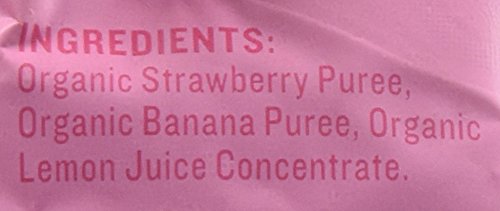 INGREDIENTS:
Organic Strawberry Puree,
Organic Banana Puree, Organic
Lemon Juice Concentrate.